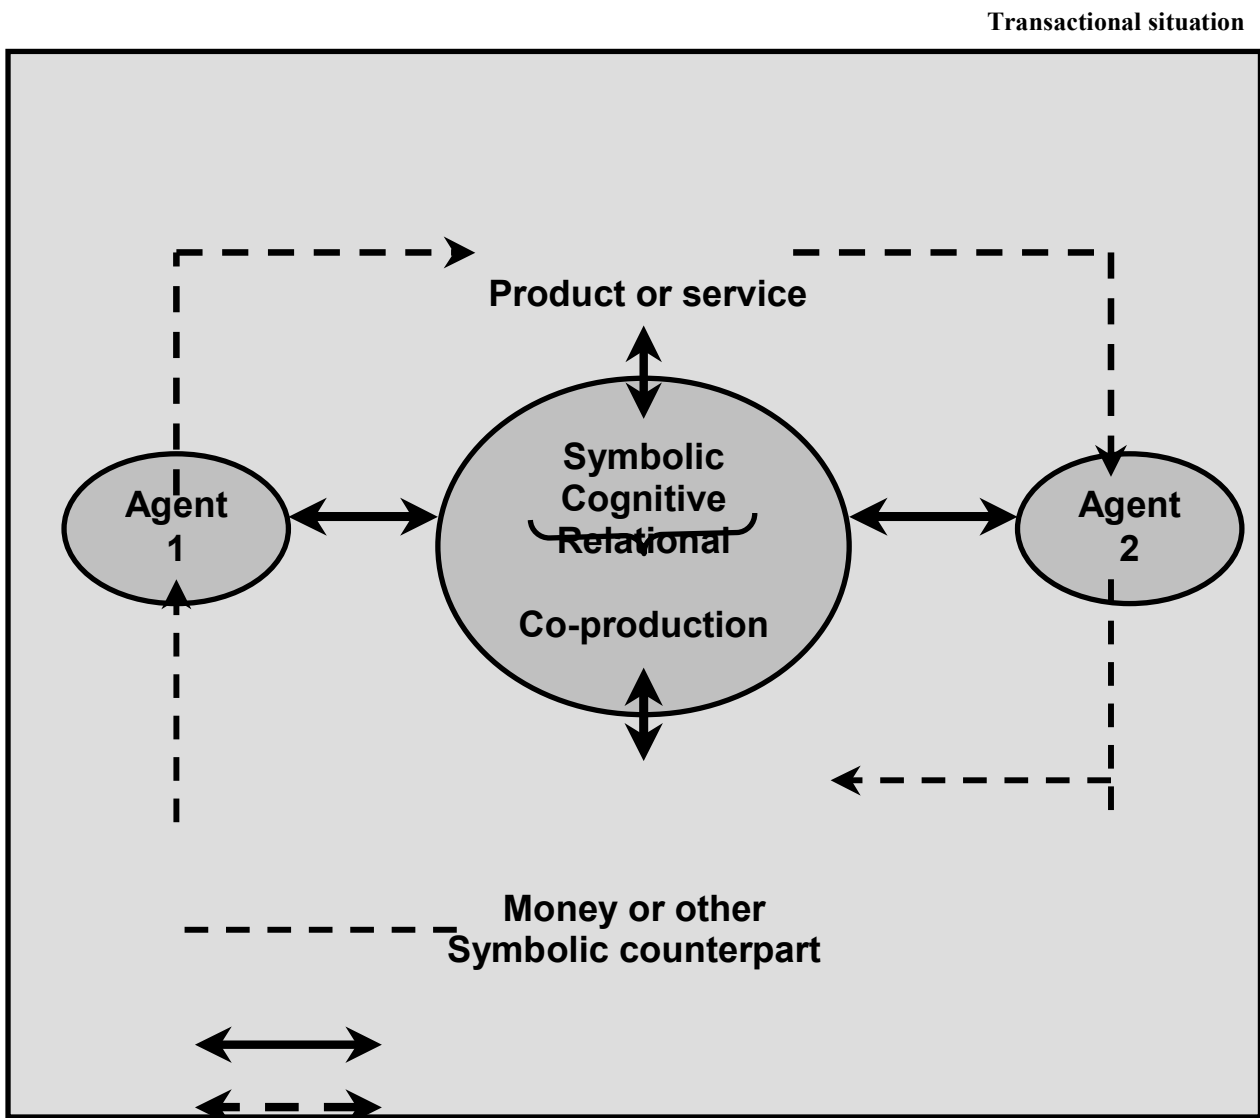 Transactional situation
Product or service
Symbolic
Cognitive
Relational
Agent
1
Agent
2
Co-production
Money or other
Symbolic counterpart